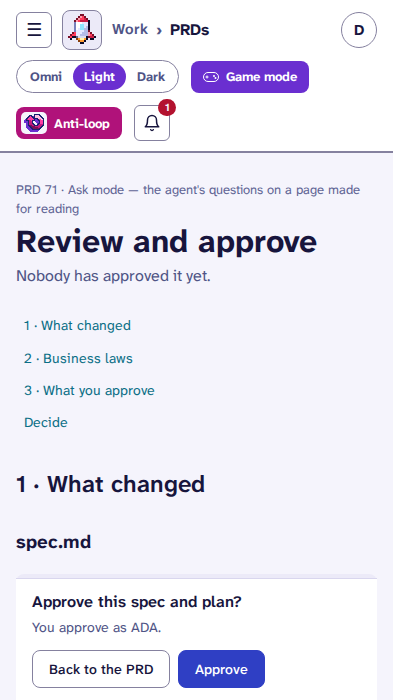 Work › PRDs
D
Omni Light Dark
Game mode
Anti-loop
1
PRD 71 · Ask mode — the agent's questions on a page made
for reading
Review and approve
Nobody has approved it yet.
1 · What changed
2 · Business laws
3 · What you approve
Decide
1 · What changed
spec.md
Approve this spec and plan?
You approve as ADA.
Back to the PRD
Approve